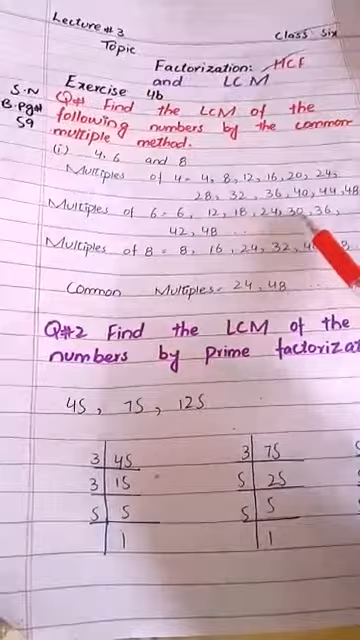 Lecture #3
Class Six
Topic
Factorization: HCF
and LCM
Exercise 4b
S.N
B.Pg#
59
Q#1 Find the LCM of the
following numbers by the common
multiple method.
(i) 4, 6 and 8
Multiples of 4 = 4, 8, 12, 16, 20, 24,
28, 32, 36, 40, 44, 48
Multiples of 6 = 6, 12, 18, 24, 30, 36,
42, 48 ...
Multiples of 8 = 8, 16, 24, 32,
Common Multiples = 24, 48 ...
Q#2 Find the LCM of the
numbers by prime
45, 75, 125
3 45 3 75
3 15 5 25
5 5 5 5
1 1